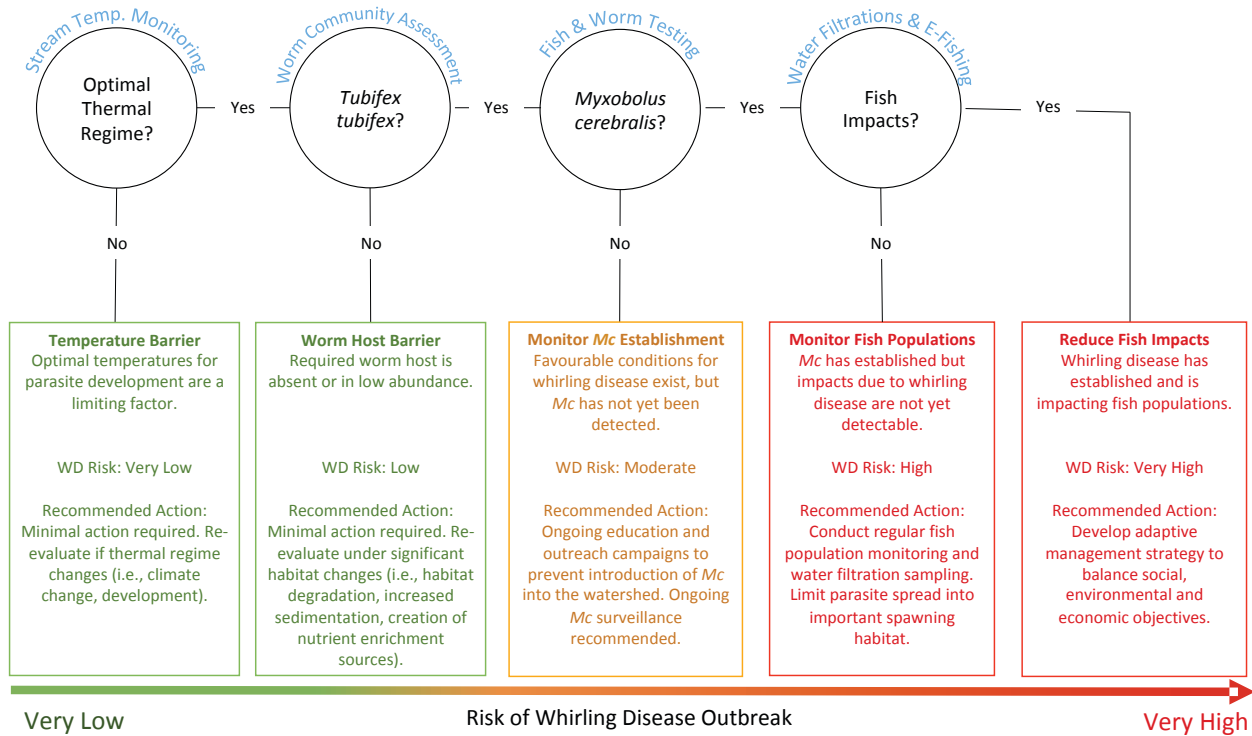 Stream Temp. Monitoring
Optimal
Thermal
Regime?
Yes
Worm Community Assessment
Tubifex
tubifex?
Yes
Fish & Worm Testing
Myxobolus
cerebralis?
Yes
Water Filtrations & E-Fishing
Fish
Impacts?
Yes
No
No
No
No
Temperature Barrier
Optimal temperatures for
parasite development are a
limiting factor.
WD Risk: Very Low
Recommended Action:
Minimal action required. Re-
evaluate if thermal regime
changes (i.e., climate
change, development).
Worm Host Barrier
Required worm host is
absent or in low abundance.
WD Risk: Low
Recommended Action:
Minimal action required. Re-
evaluate under significant
habitat changes (i.e., habitat
degradation, increased
sedimentation, creation of
nutrient enrichment
sources).
Monitor Mc Establishment
Favourable conditions for
whirling disease exist, but
Mc has not yet been
detected.
WD Risk: Moderate
Recommended Action:
Ongoing education and
outreach campaigns to
prevent introduction of Mc
into the watershed. Ongoing
Mc surveillance
recommended.
Monitor Fish Populations
Mc has established but
impacts due to whirling
disease are not yet
detectable.
WD Risk: High
Recommended Action:
Conduct regular fish
population monitoring and
water filtration sampling.
Limit parasite spread into
important spawning
habitat.
Reduce Fish Impacts
Whirling disease has
established and is
impacting fish populations.
WD Risk: Very High
Recommended Action:
Develop adaptive
management strategy to
balance social,
environmental and
economic objectives.
Very Low
Risk of Whirling Disease Outbreak
Very High